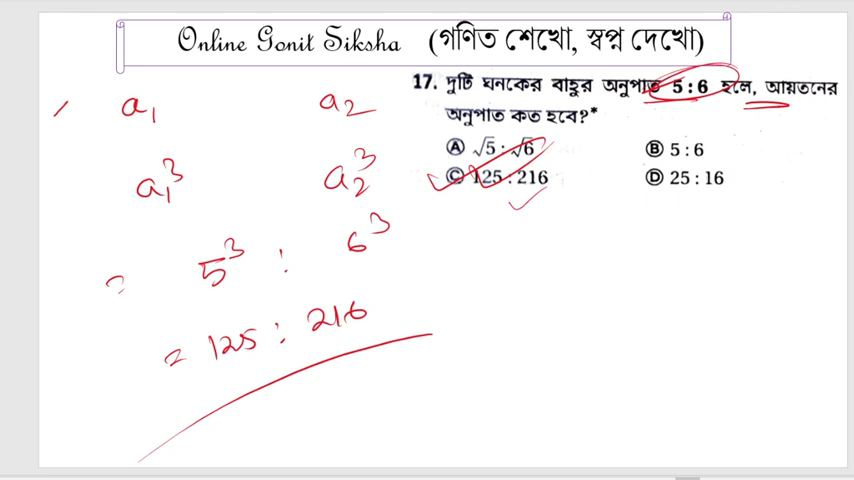 Online Gonit Siksha (গণিত শেখো, স্বপ্ন দেখো)
17. দুটি ঘনকের বাহুর অনুপাত 5 : 6 হলে, আয়তনের
অনুপাত কত হবে?*
Ⓐ √5 : √6 Ⓑ 5 : 6
Ⓒ 125 : 216 Ⓓ 25 : 16
a₁ a₂
a₁³ a₂³
= 5³ : 6³
= 125 : 216